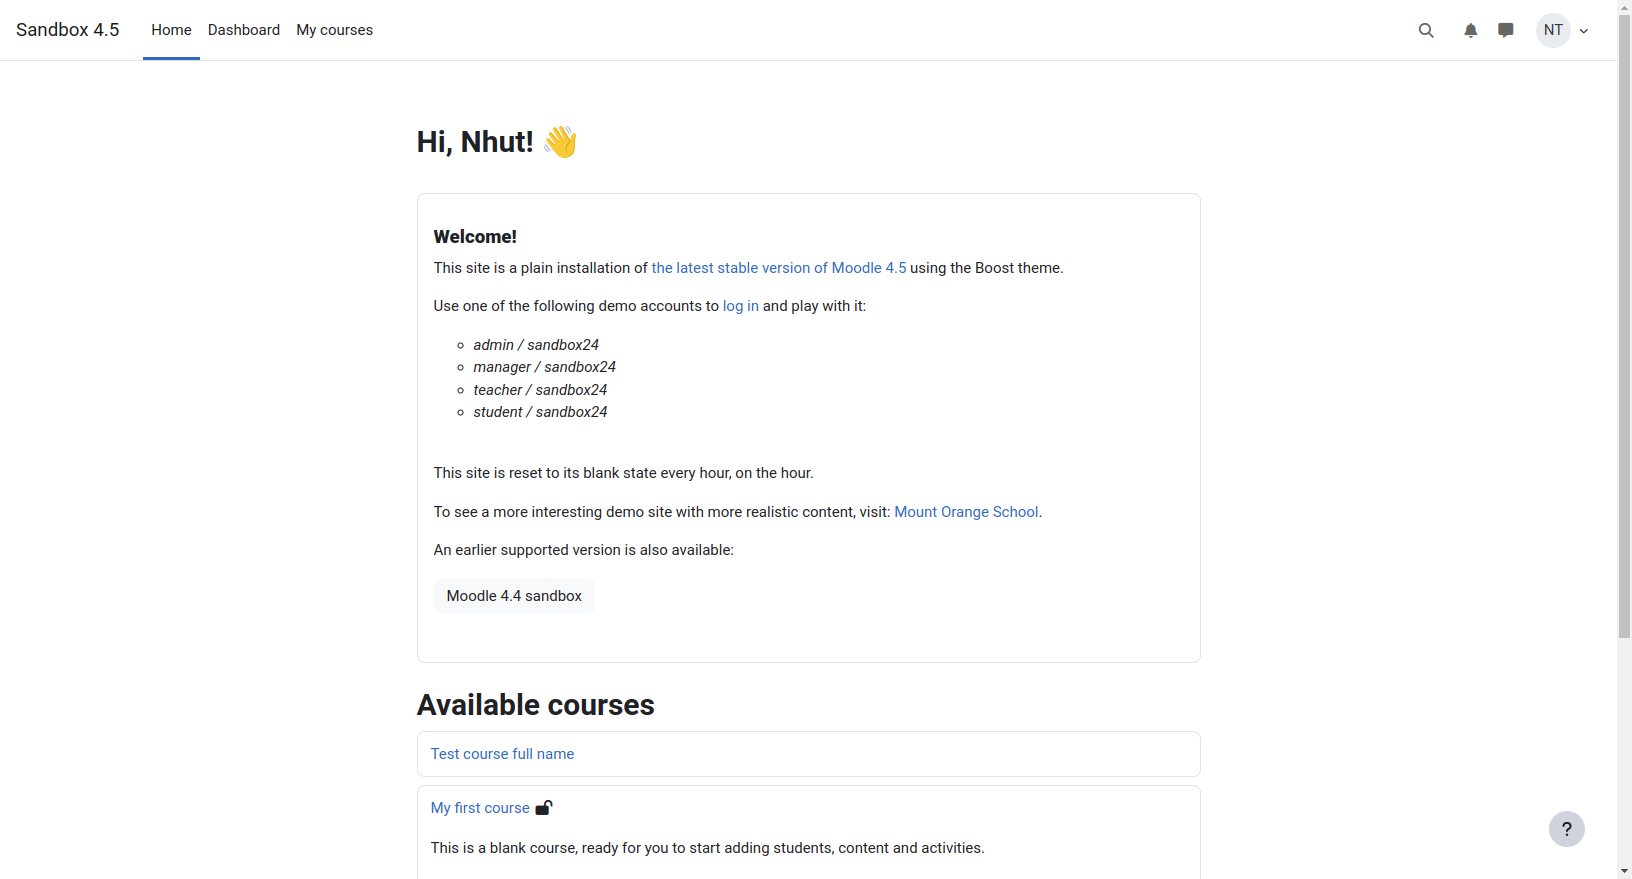 Sandbox 4.5
Home
Dashboard
My courses
NT
Hi, Nhut! 👋
Welcome!
This site is a plain installation of the latest stable version of Moodle 4.5 using the Boost theme.
Use one of the following demo accounts to log in and play with it:
admin / sandbox24
manager / sandbox24
teacher / sandbox24
student / sandbox24
This site is reset to its blank state every hour, on the hour.
To see a more interesting demo site with more realistic content, visit: Mount Orange School.
An earlier supported version is also available:
Moodle 4.4 sandbox
Available courses
Test course full name
My first course
This is a blank course, ready for you to start adding students, content and activities.
?